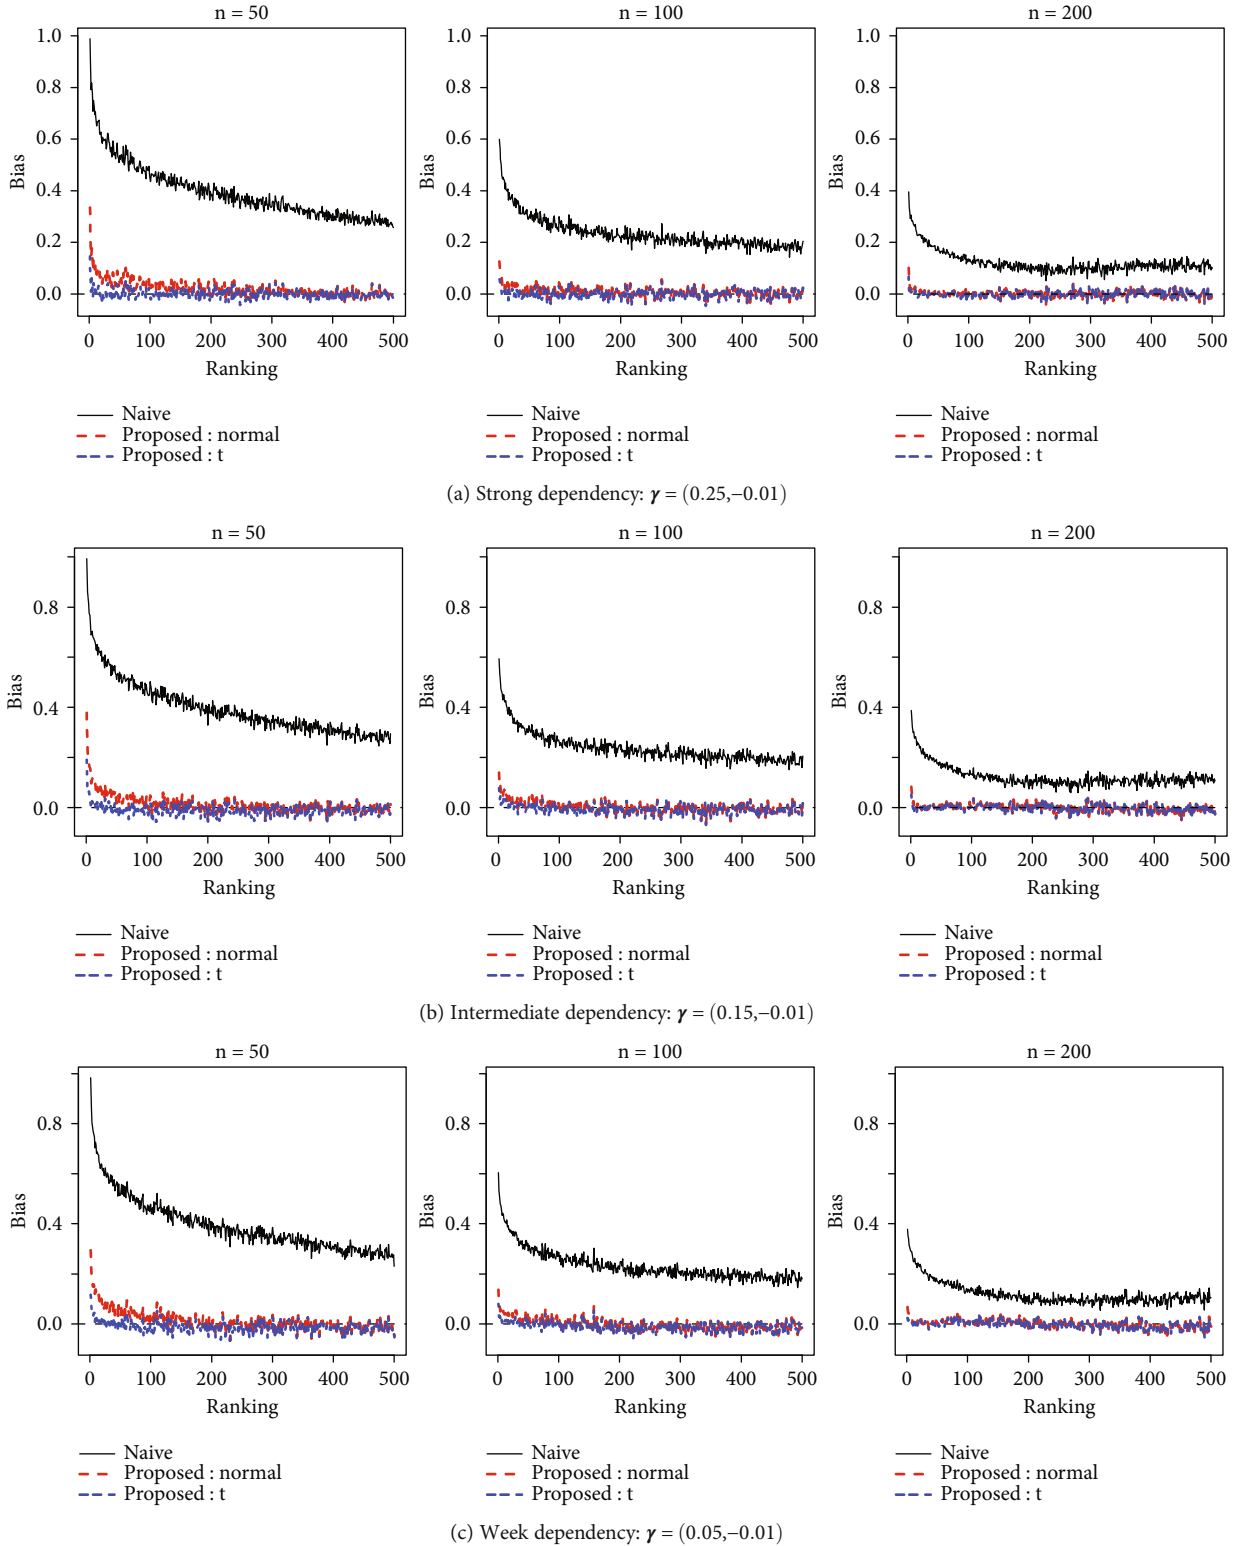 n = 50
n = 100
n = 200
1.0
0.8
0.6
0.4
0.2
0.0
Bias
0 100 200 300 400 500
Ranking
1.0
0.8
0.6
0.4
0.2
0.0
Bias
0 100 200 300 400 500
Ranking
1.0
0.8
0.6
0.4
0.2
0.0
Bias
0 100 200 300 400 500
Ranking
Naive
Proposed : normal
Proposed : t
Naive
Proposed : normal
Proposed : t
Naive
Proposed : normal
Proposed : t
(a) Strong dependency: γ = (0.25,−0.01)
n = 50
n = 100
n = 200
0.8
0.4
0.0
Bias
0 100 200 300 400 500
Ranking
0.8
0.4
0.0
Bias
0 100 200 300 400 500
Ranking
0.8
0.4
0.0
Bias
0 100 200 300 400 500
Ranking
Naive
Proposed : normal
Proposed : t
Naive
Proposed : normal
Proposed : t
Naive
Proposed : normal
Proposed : t
(b) Intermediate dependency: γ = (0.15,−0.01)
n = 50
n = 100
n = 200
0.8
0.4
0.0
Bias
0 100 200 300 400 500
Ranking
0.8
0.4
0.0
Bias
0 100 200 300 400 500
Ranking
0.8
0.4
0.0
Bias
0 100 200 300 400 500
Ranking
Naive
Proposed : normal
Proposed : t
Naive
Proposed : normal
Proposed : t
Naive
Proposed : normal
Proposed : t
(c) Week dependency: γ = (0.05,−0.01)